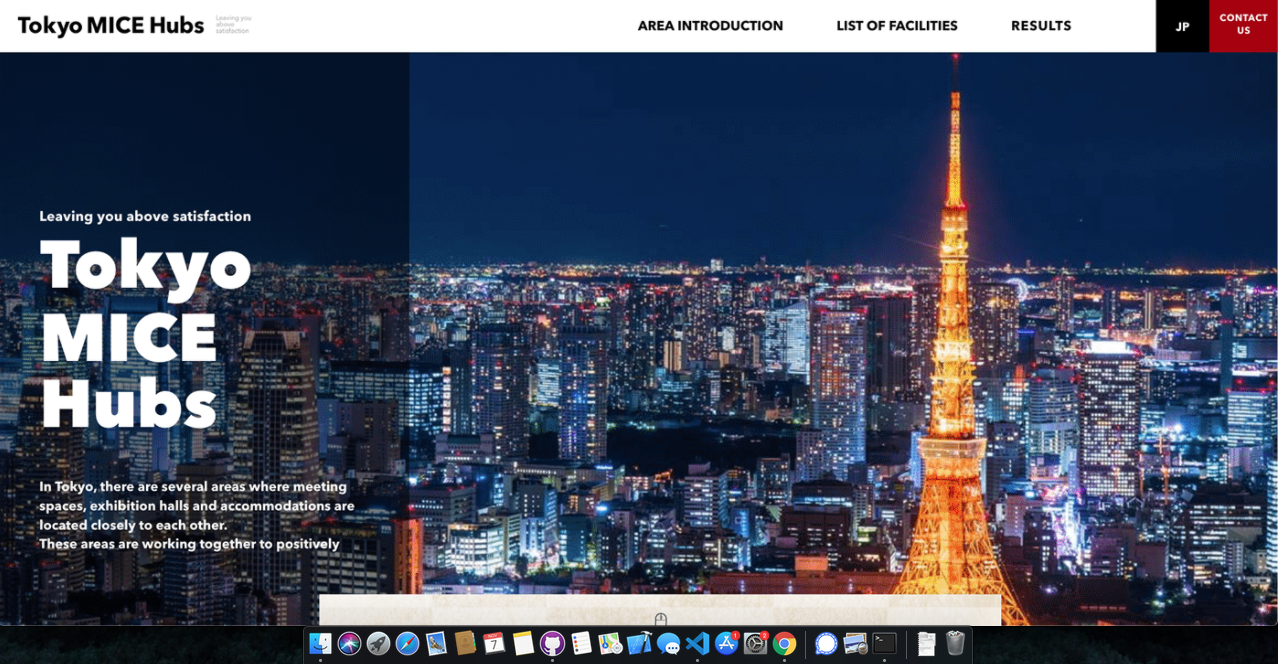 Tokyo MICE Hubs
Leaving you
above
satisfaction
AREA INTRODUCTION
LIST OF FACILITIES
RESULTS
JP
CONTACT
US
Leaving you above satisfaction
Tokyo
MICE
Hubs
In Tokyo, there are several areas where meeting
spaces, exhibition halls and accommodations are
located closely to each other.
These areas are working together to positively
7
1
2